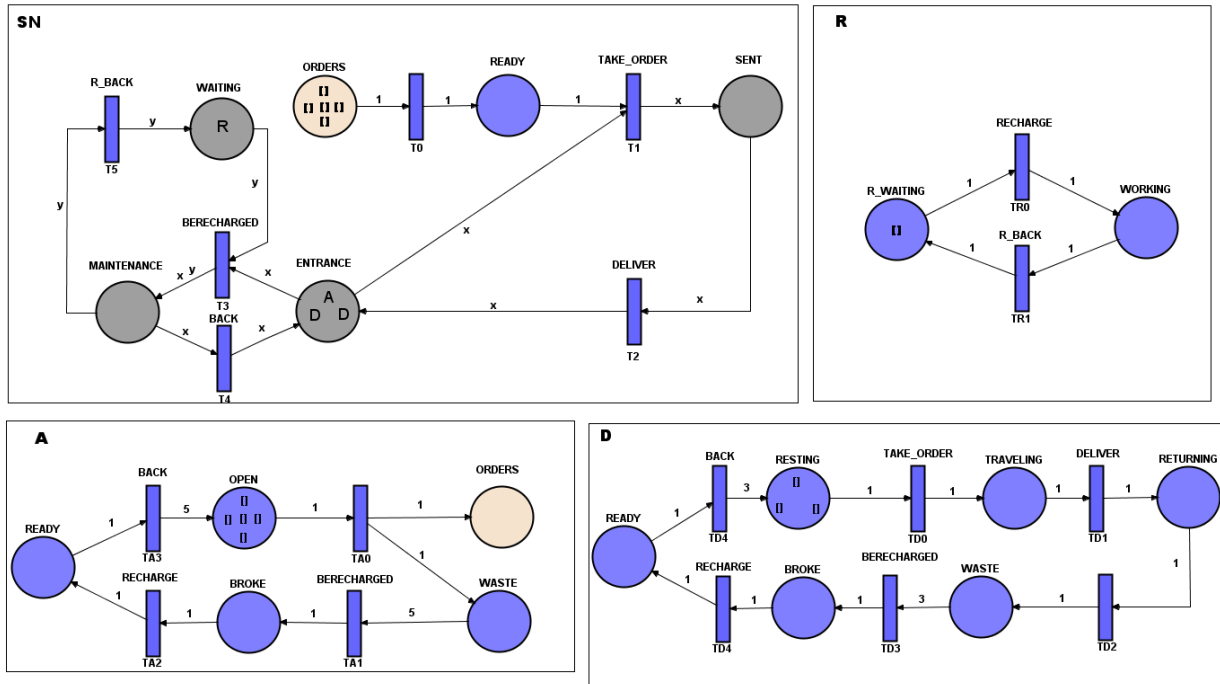 SN
R_BACK
T5
y
y
WAITING
R
y
ORDERS
[] [] [] [] []
1
T0
1
READY
1
TAKE_ORDER
T1
x
SENT
BERECHARGED
T3
x y
x
MAINTENANCE
ENTRANCE
A
D D
x
BACK
T4
x
x
x
DELIVER
T2
x
R
RECHARGE
TR0
1
1
R_WAITING
[]
WORKING
R_BACK
TR1
1
1
A
BACK
TA3
1
5
OPEN
[]
[] [] []
[]
1
TA0
1
ORDERS
1
READY
RECHARGE
TA2
1
1
BROKE
1
BERECHARGED
TA1
5
WASTE
D
BACK
TD4
1
3
RESTING
[]
[] []
1
TAKE_ORDER
TD0
1
TRAVELING
1
DELIVER
TD1
1
RETURNING
1
READY
RECHARGE
TD4
1
1
BROKE
1
BERECHARGED
TD3
3
WASTE
1
TD2